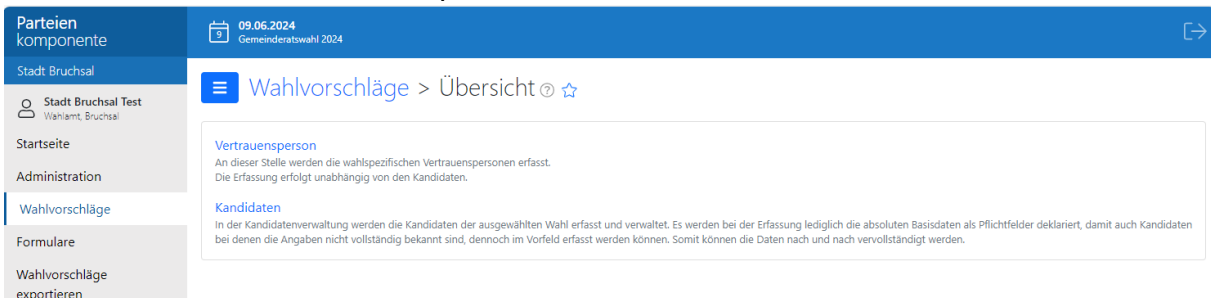 Parteien
komponente
9
09.06.2024
Gemeinderatswahl 2024
Stadt Bruchsal
Stadt Bruchsal Test
Wahlamt, Bruchsal
Startseite
Administration
Wahlvorschläge
Formulare
Wahlvorschläge
exportieren
Wahlvorschläge > Übersicht ?
Vertrauensperson
An dieser Stelle werden die wahlspezifischen Vertrauenspersonen erfasst.
Die Erfassung erfolgt unabhängig von den Kandidaten.
Kandidaten
In der Kandidatenverwaltung werden die Kandidaten der ausgewählten Wahl erfasst und verwaltet. Es werden bei der Erfassung lediglich die absoluten Basisdaten als Pflichtfelder deklariert, damit auch Kandidaten
bei denen die Angaben nicht vollständig bekannt sind, dennoch im Vorfeld erfasst werden können. Somit können die Daten nach und nach vervollständigt werden.